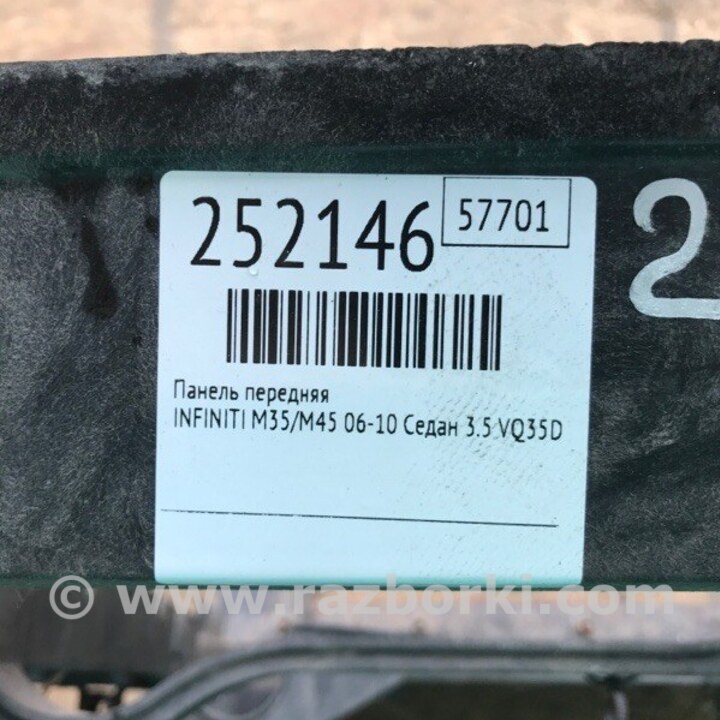 252146
57701
2
Панель передняя
INFINITI M35/M45 06-10 Седан 3.5 VQ35D
© www.razborki.com